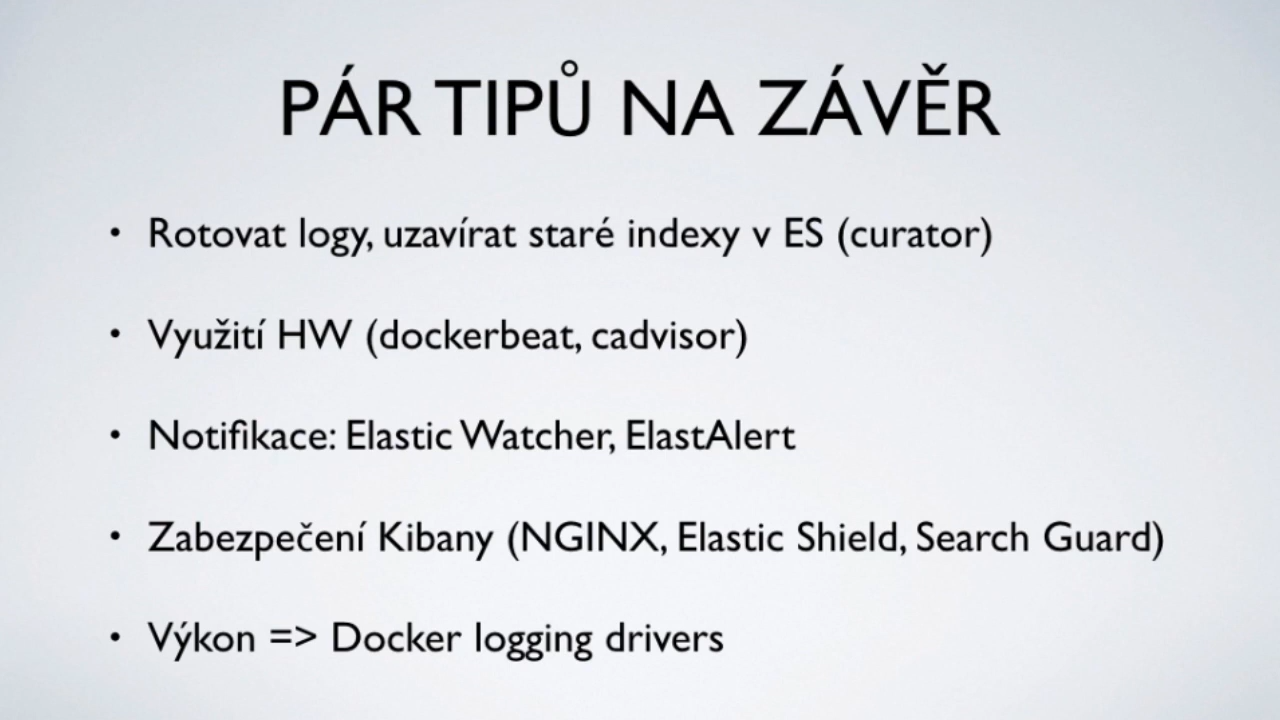 PÁR TIPŮ NA ZÁVĚR
• Rotovat logy, uzavírat staré indexy v ES (curator)
• Využití HW (dockerbeat, cadvisor)
• Notifikace: Elastic Watcher, ElastAlert
• Zabezpečení Kibany (NGINX, Elastic Shield, Search Guard)
• Výkon => Docker logging drivers